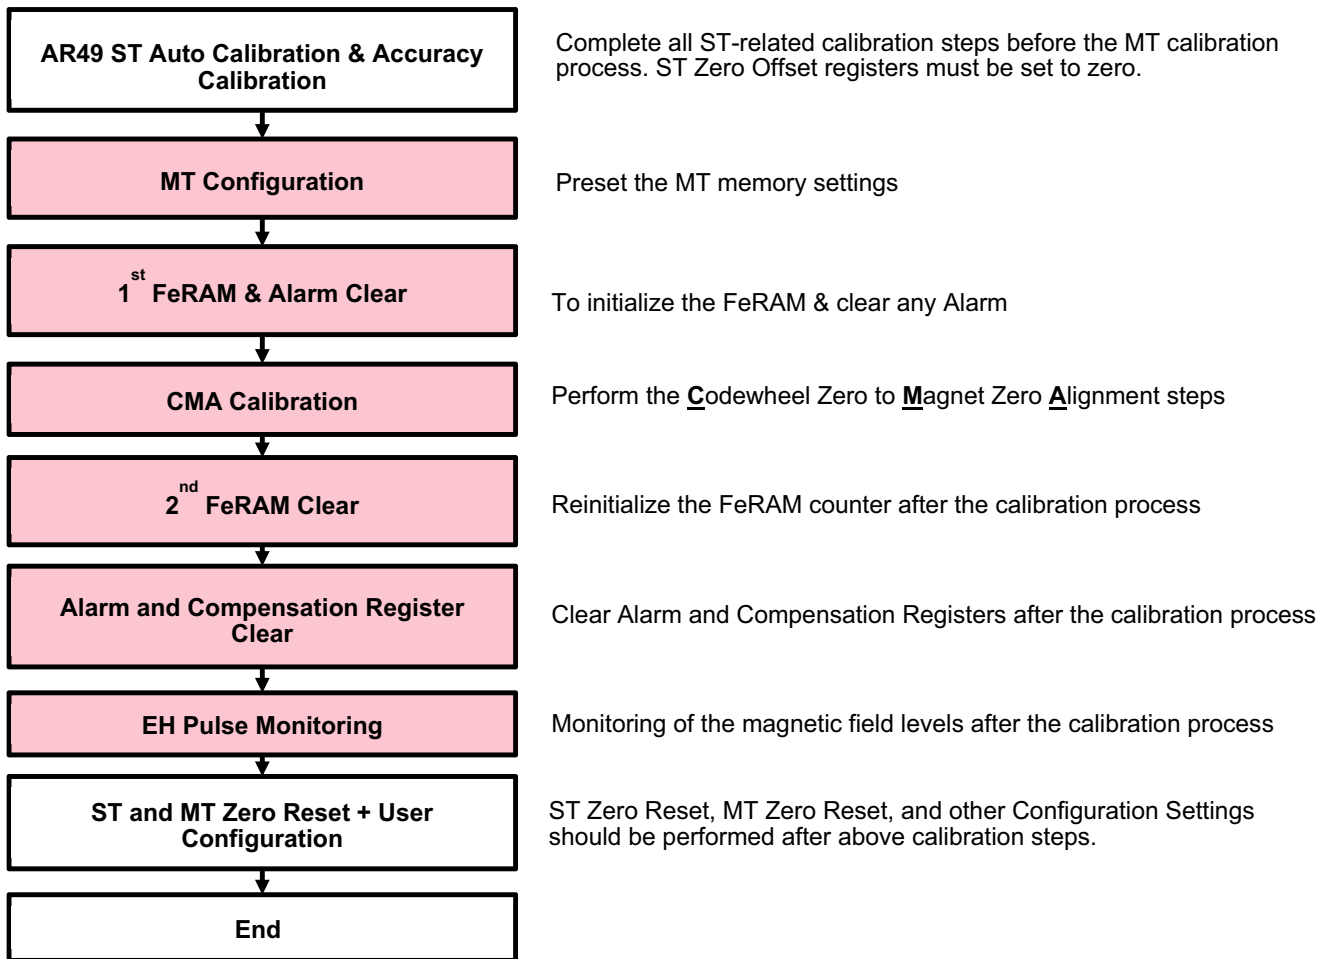 AR49 ST Auto Calibration & Accuracy
Calibration
Complete all ST-related calibration steps before the MT calibration
process. ST Zero Offset registers must be set to zero.
MT Configuration
Preset the MT memory settings
1st FeRAM & Alarm Clear
To initialize the FeRAM & clear any Alarm
CMA Calibration
Perform the Codewheel Zero to Magnet Zero Alignment steps
2nd FeRAM Clear
Reinitialize the FeRAM counter after the calibration process
Alarm and Compensation Register
Clear
Clear Alarm and Compensation Registers after the calibration process
EH Pulse Monitoring
Monitoring of the magnetic field levels after the calibration process
ST and MT Zero Reset + User
Configuration
ST Zero Reset, MT Zero Reset, and other Configuration Settings
should be performed after above calibration steps.
End